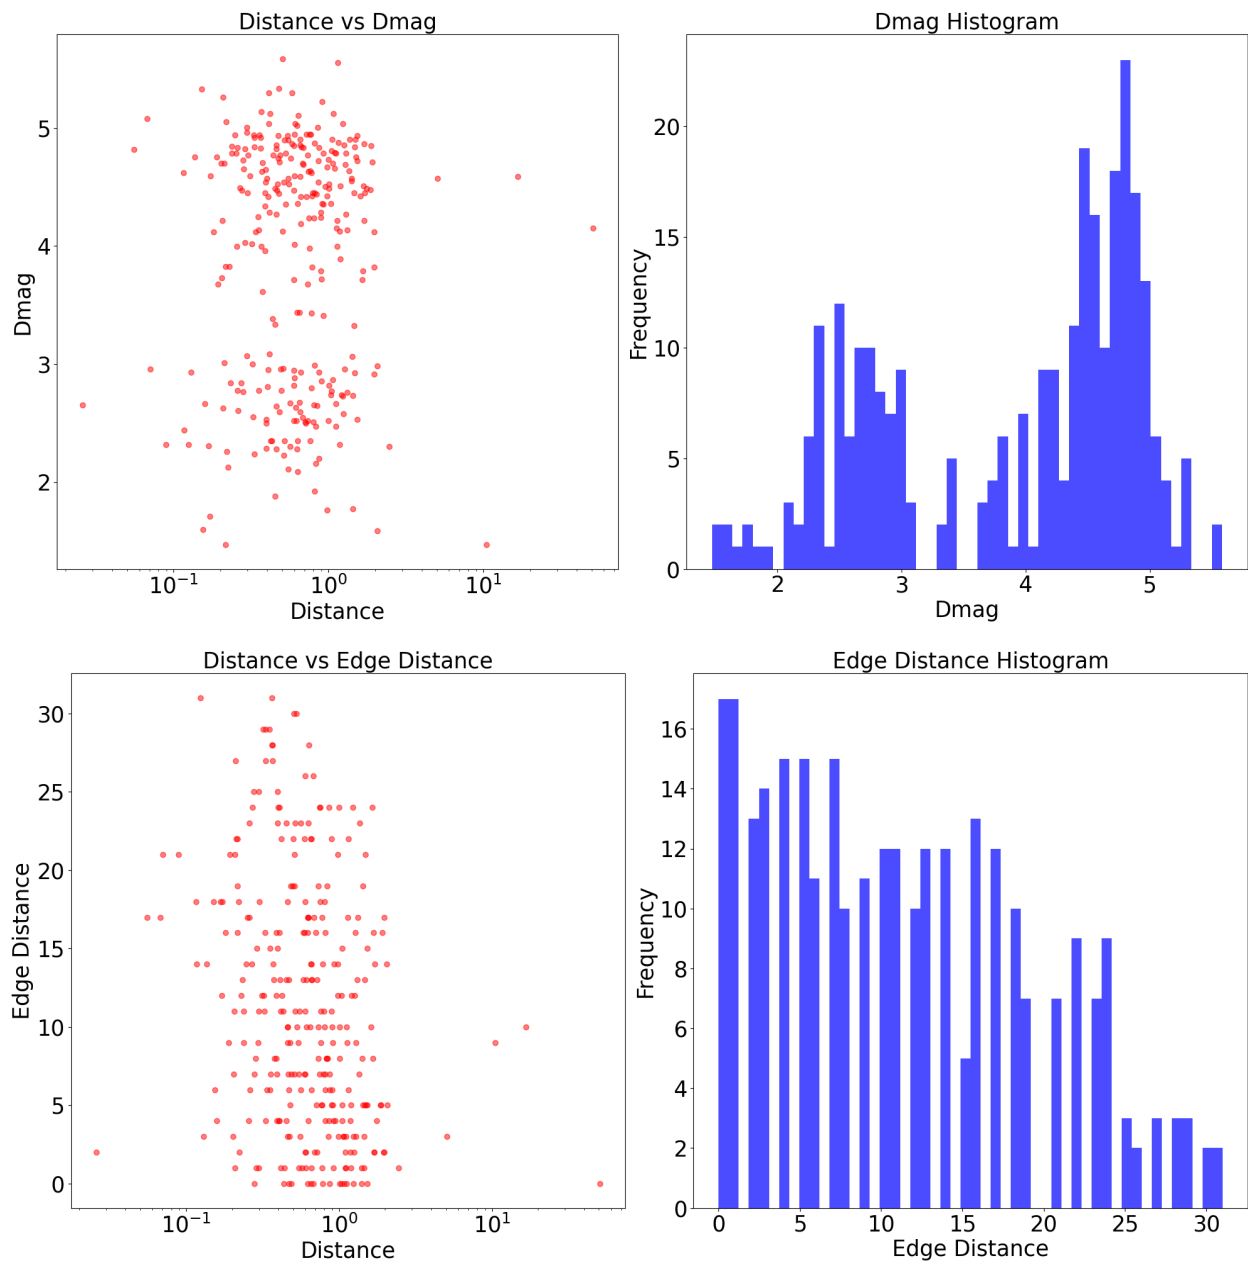 Distance vs Dmag
Dmag
5
4
3
2
10⁻¹ 10⁰ 10¹
Distance
Dmag Histogram
Frequency
20
15
10
5
0
2 3 4 5
Dmag
Distance vs Edge Distance
Edge Distance
30
25
20
15
10
5
0
10⁻¹ 10⁰ 10¹
Distance
Edge Distance Histogram
Frequency
16
14
12
10
8
6
4
2
0
0 5 10 15 20 25 30
Edge Distance